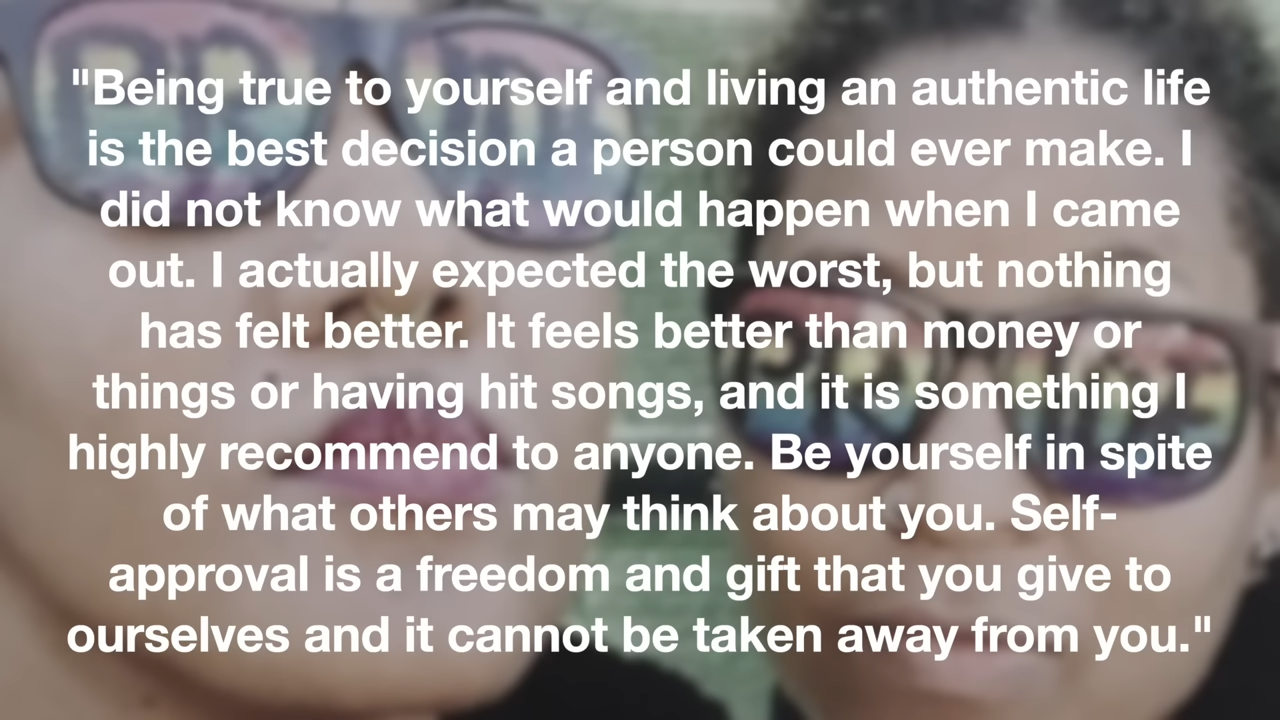 "Being true to yourself and living an authentic life
is the best decision a person could ever make. I
did not know what would happen when I came
out. I actually expected the worst, but nothing
has felt better. It feels better than money or
things or having hit songs, and it is something I
highly recommend to anyone. Be yourself in spite
of what others may think about you. Self-
approval is a freedom and gift that you give to
ourselves and it cannot be taken away from you."